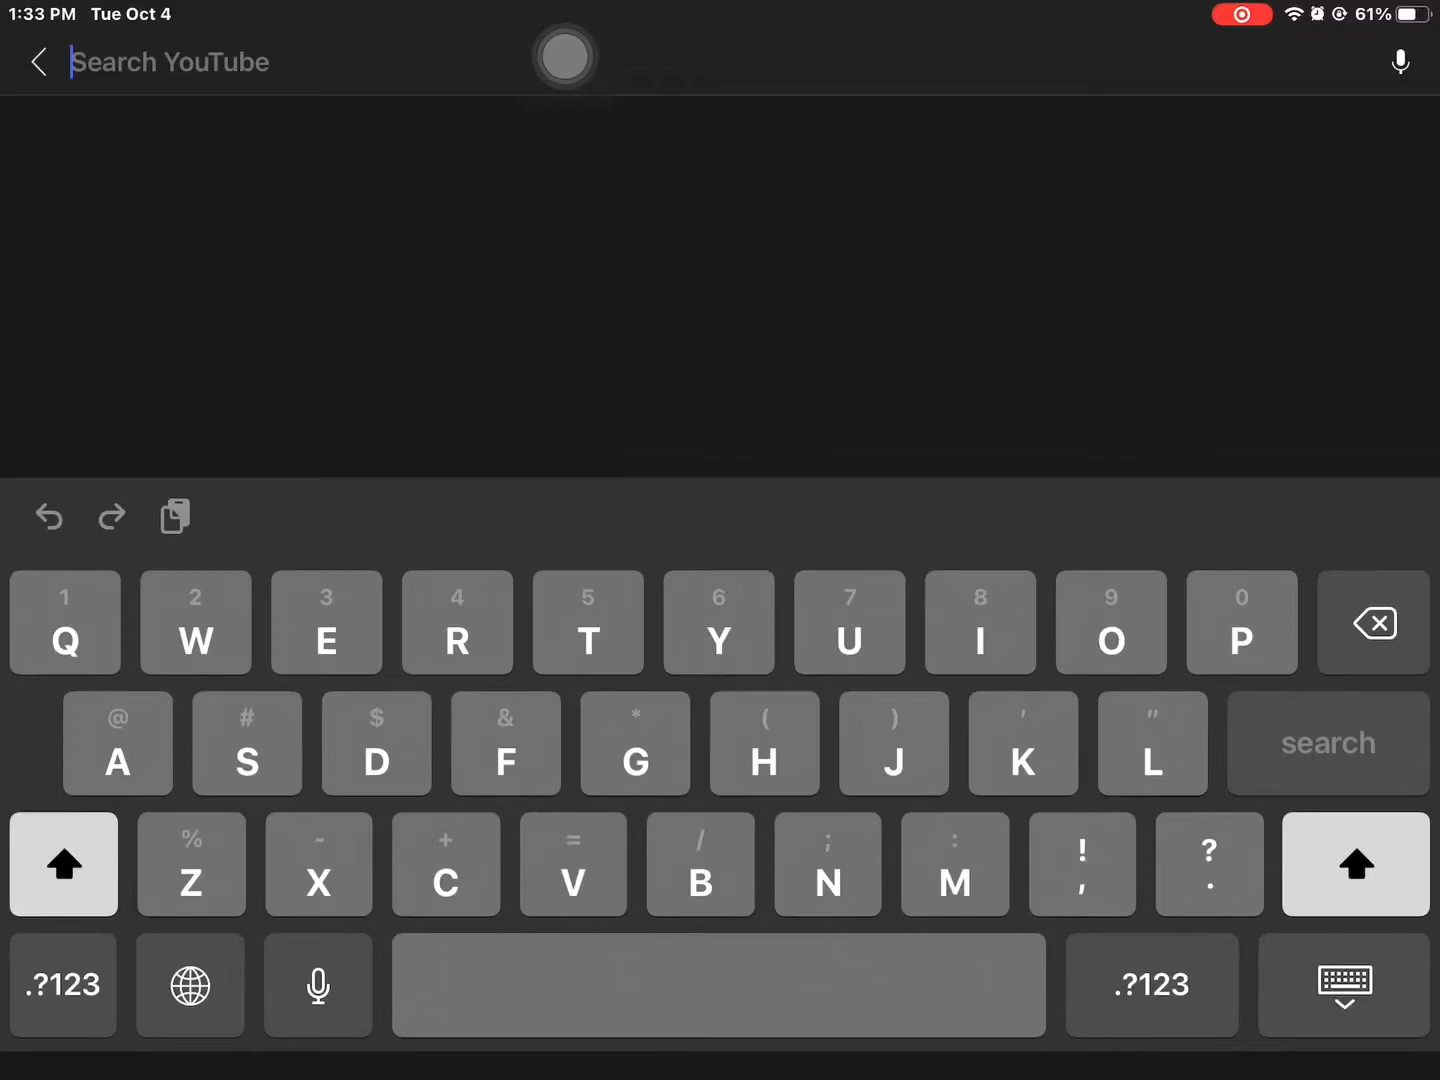 1:33 PM Tue Oct 4 61%
Search YouTube
1 2 3 4 5 6 7 8 9 0
Q W E R T Y U I O P
@ # $ & * ( ) ' "
A S D F G H J K L search
% - + = / ; : ! ?
Z X C V B N M , .
.?123 .?123